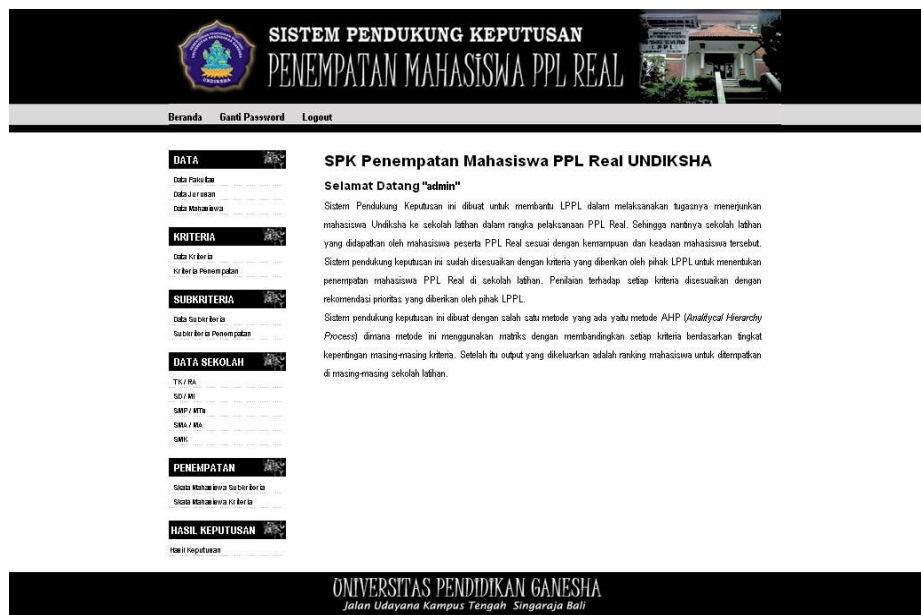 SISTEM PENDUKUNG KEPUTUSAN
PENEMPATAN MAHASISWA PPL REAL
UNDIKSHA
Beranda Ganti Password Logout
DATA
Data Fakultas
Data Jurusan
Data Mahasiswa
KRITERIA
Data Kriteria
Kriteria Penempatan
SUBKRITERIA
Data Subkriteria
Subkriteria Penempatan
DATA SEKOLAH
TK / RA
SD / MI
SMP / MTs
SMA / MA
SMK
PENEMPATAN
Skala Mahasiswa Subkriteria
Skala Mahasiswa Kriteria
HASIL KEPUTUSAN
Hasil Keputusan
SPK Penempatan Mahasiswa PPL Real UNDIKSHA
Selamat Datang "admin"
Sistem Pendukung Keputusan ini dibuat untuk membantu LPPL dalam melaksanakan tugasnya menerjunkan
mahasiswa Undiksha ke sekolah latihan dalam rangka pelaksanaan PPL Real. Sehingga nantinya sekolah latihan
yang didapatkan oleh mahasiswa peserta PPL Real sesuai dengan kemampuan dan keadaan mahasiswa tersebut.
Sistem pendukung keputusan ini sudah disesuaikan dengan kriteria yang diberikan oleh pihak LPPL untuk menentukan
penempatan mahasiswa PPL Real di sekolah latihan. Penilaian terhadap setiap kriteria disesuaikan dengan
rekomendasi prioritas yang diberikan oleh pihak LPPL.
Sistem pendukung keputusan ini dibuat dengan salah satu metode yang ada yaitu metode AHP (Analitycal Hierarchy
Process) dimana metode ini menggunakan matriks dengan membandingkan setiap kriteria berdasarkan tingkat
kepentingan masing-masing kriteria. Setelah itu output yang dikeluarkan adalah ranking mahasiswa untuk ditempatkan
di masing-masing sekolah latihan.
UNIVERSITAS PENDIDIKAN GANESHA
Jalan Udayana Kampus Tengah Singaraja Bali